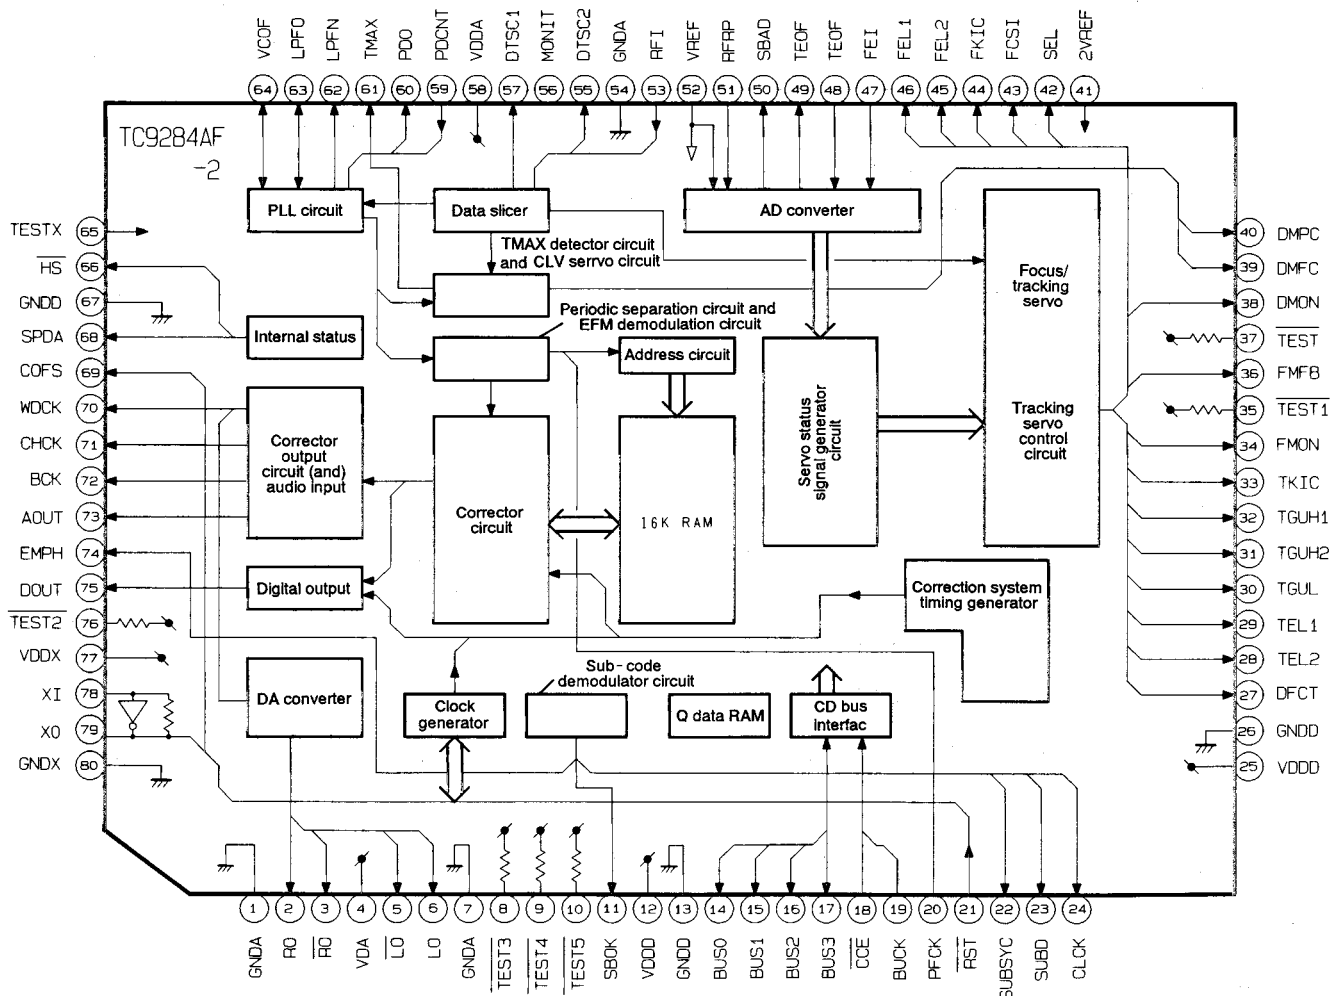 VCOF
LPFO
LPFN
TMAX
PDO
PDCNT
VDDA
DTSC1
MONIT
DTSC2
GNDA
RFI
VREF
RFRP
SBAD
TEOF
TEOF
FEI
FEL1
FEL2
FKIC
FCSI
SEL
2VREF
64 63 62 61 60 59 58 57 56 55 54 53 52 51 50 49 48 47 46 45 44 43 42 41
TC9284AF
-2
PLL circuit
Data slicer
AD converter
TESTX 65
HS 66
GNDD 67
SPDA 68
COFS 69
WDCK 70
CHCK 71
BCK 72
AOUT 73
EMPH 74
DOUT 75
TEST2 76
VDDX 77
XI 78
XO 79
GNDX 80
TMAX detector circuit
and CLV servo circuit
Periodic separation circuit and
EFM demodulation circuit
Internal status
Address circuit
Focus/
tracking
servo
Tracking
servo
control
circuit
Servo status
signal generator
circuit
Corrector
output
circuit (and)
audio input
Corrector
circuit
16K RAM
Digital output
Correction system
timing generator
Sub-code
demodulator circuit
DA converter
Clock
generator
Q data RAM
CD bus
interfac
40 DMPC
39 DMFC
38 DMON
37 TEST
36 FMFB
35 TEST1
34 FMON
33 TKIC
32 TGUH1
31 TGUH2
30 TGUL
29 TEL1
28 TEL2
27 DFCT
26 GNDD
25 VDDD
1 2 3 4 5 6 7 8 9 10 11 12 13 14 15 16 17 18 19 20 21 22 23 24
GNDA
RO
RO
VDA
LO
LO
GNDA
TEST3
TEST4
TEST5
SBOK
VDDD
GNDD
BUS0
BUS1
BUS2
BUS3
CCE
BUCK
PFCK
RST
SUBSYC
SUBD
CLCK